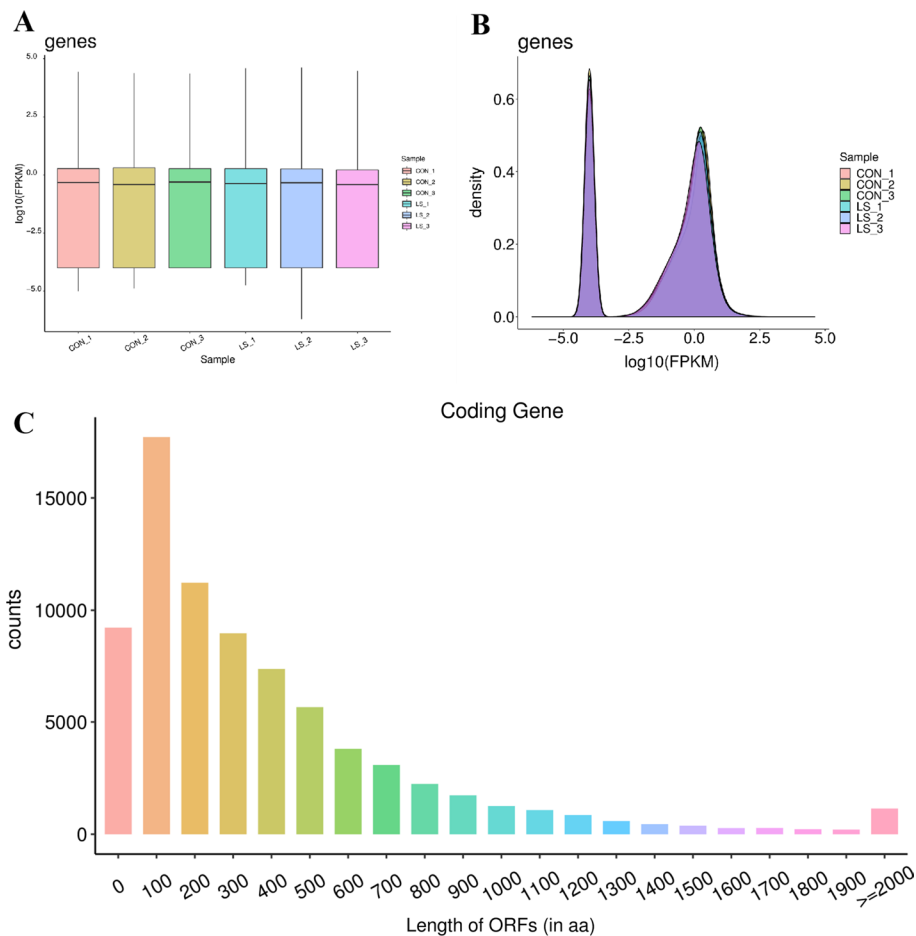 A
genes
5.0
2.5
0.0
-2.5
-5.0
log10(FPKM)
CON_1
CON_2
CON_3
LS_1
LS_2
LS_3
Sample
Sample
CON_1
CON_2
CON_3
LS_1
LS_2
LS_3
B
genes
0.6
0.4
0.2
0.0
density
−5.0
−2.5
0.0
2.5
5.0
log10(FPKM)
Sample
CON_1
CON_2
CON_3
LS_1
LS_2
LS_3
C
Coding Gene
15000
10000
5000
0
counts
0
100
200
300
400
500
600
700
800
900
1000
1100
1200
1300
1400
1500
1600
1700
1800
1900
>=2000
Length of ORFs (in aa)